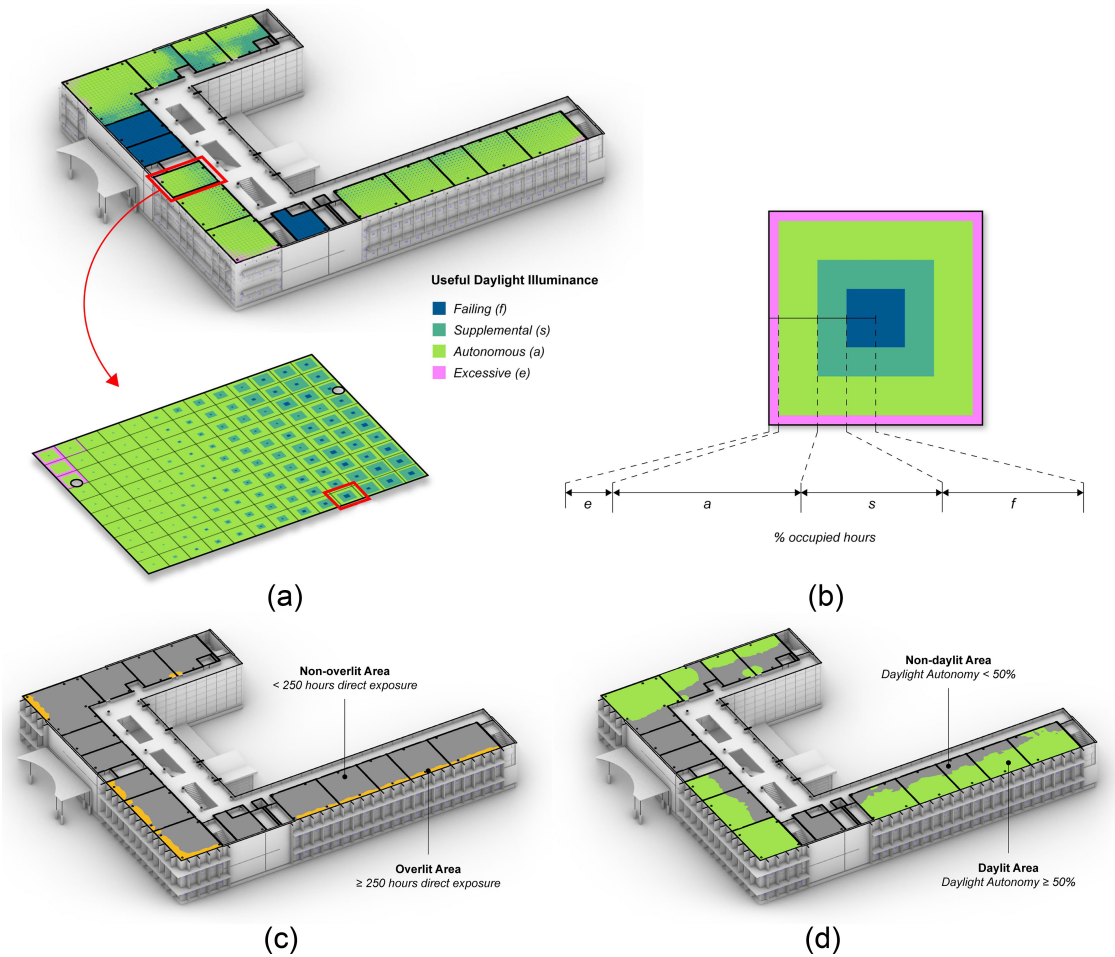 Useful Daylight Illuminance
Failing (f)
Supplemental (s)
Autonomous (a)
Excessive (e)
e
a
s
f
% occupied hours
(a)
(b)
Non-overlit Area
< 250 hours direct exposure
Overlit Area
≥ 250 hours direct exposure
(c)
Non-daylit Area
Daylight Autonomy < 50%
Daylit Area
Daylight Autonomy ≥ 50%
(d)